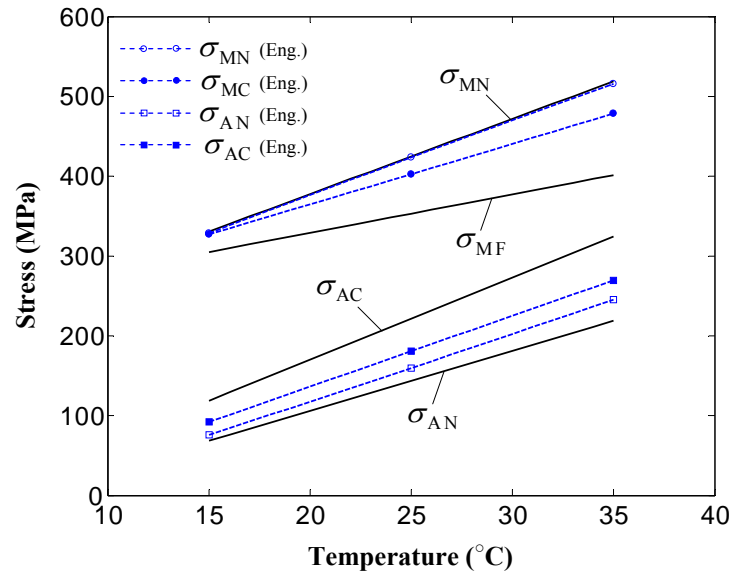 600
500
400
300
200
100
0
10
15
20
25
30
35
40
Stress (MPa)
Temperature (°C)
σMN (Eng.)
σMC (Eng.)
σAN (Eng.)
σAC (Eng.)
σMN
σMF
σAC
σAN